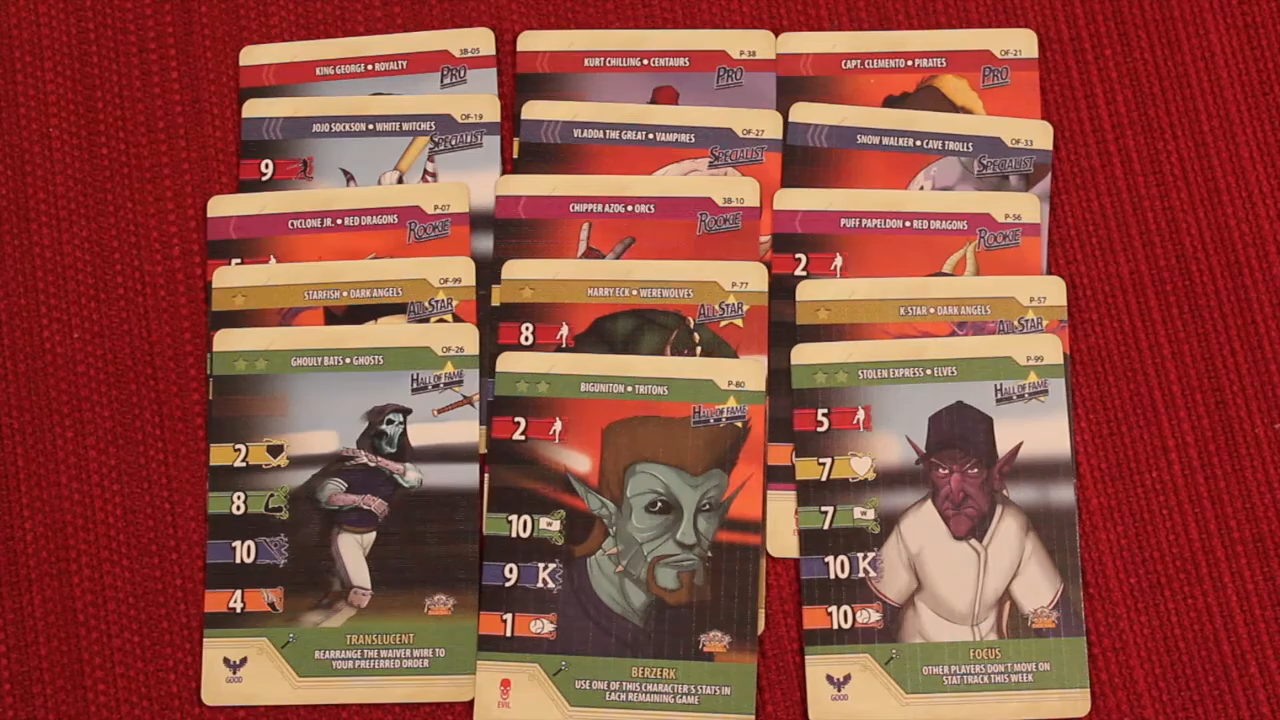 3B-05
KING GEORGE • ROYALTY
PRO
P-38
KURT CHILLING • CENTAURS
PRO
OF-21
CAPT. CLEMENTO • PIRATES
PRO
OF-19
JOJO SOCKSON • WHITE WITCHES
SPECIALIST
9
OF-27
VLADDA THE GREAT • VAMPIRES
SPECIALIST
OF-33
SNOW WALKER • CAVE TROLLS
SPECIALIST
P-07
CYCLONE JR. • RED DRAGONS
ROOKIE
3B-10
CHIPPER AZOG • ORCS
ROOKIE
P-56
PUFF PAPELDON • RED DRAGONS
ROOKIE
2
OF-99
STARFISH • DARK ANGELS
ALL STAR
P-77
HARRY ECK • WEREWOLVES
ALL STAR
8
P-57
K-STAR • DARK ANGELS
ALL STAR
OF-26
GHOULY BATS • GHOSTS
HALL OF FAME
2
8
10
4
TRANSLUCENT
REARRANGE THE WAIVER WIRE TO
YOUR PREFERRED ORDER
GOOD
P-80
BIGUNITON • TRITONS
HALL OF FAME
2
10 W
9 K
1
BERZERK
USE ONE OF THIS CHARACTER'S STATS IN
EACH REMAINING GAME
EVIL
P-99
STOLEN EXPRESS • ELVES
HALL OF FAME
5
7
7 W
10 K
10
FOCUS
OTHER PLAYERS DON'T MOVE ON
STAT TRACK THIS WEEK
GOOD